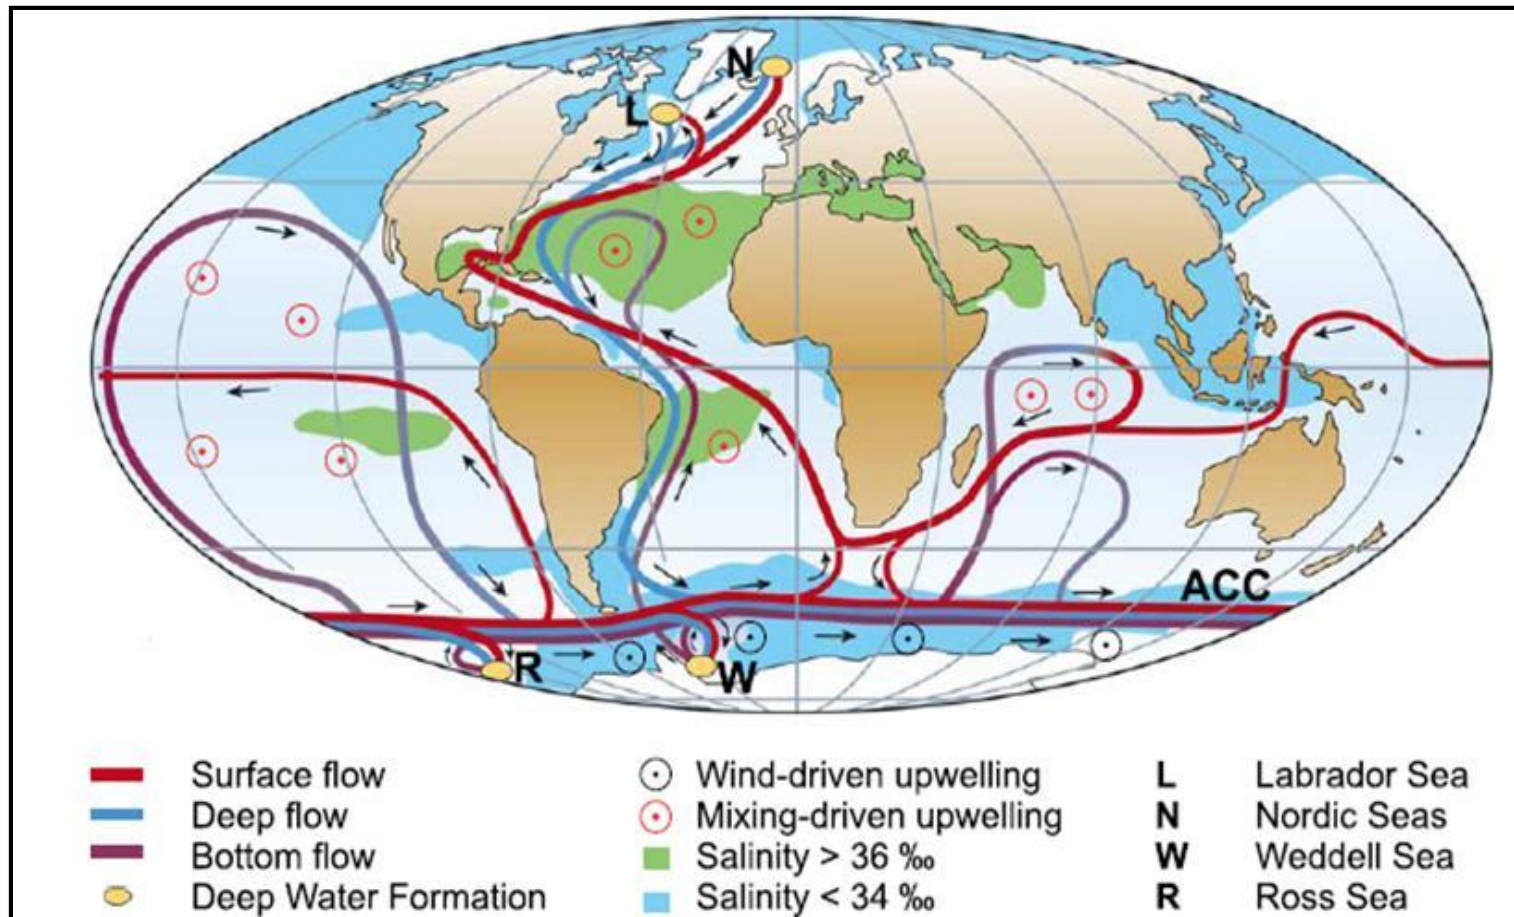 N
L
ACC
R
W
Surface flow
Deep flow
Bottom flow
Deep Water Formation
Wind-driven upwelling
Mixing-driven upwelling
Salinity > 36 ‰
Salinity < 34 ‰
L Labrador Sea
N Nordic Seas
W Weddell Sea
R Ross Sea